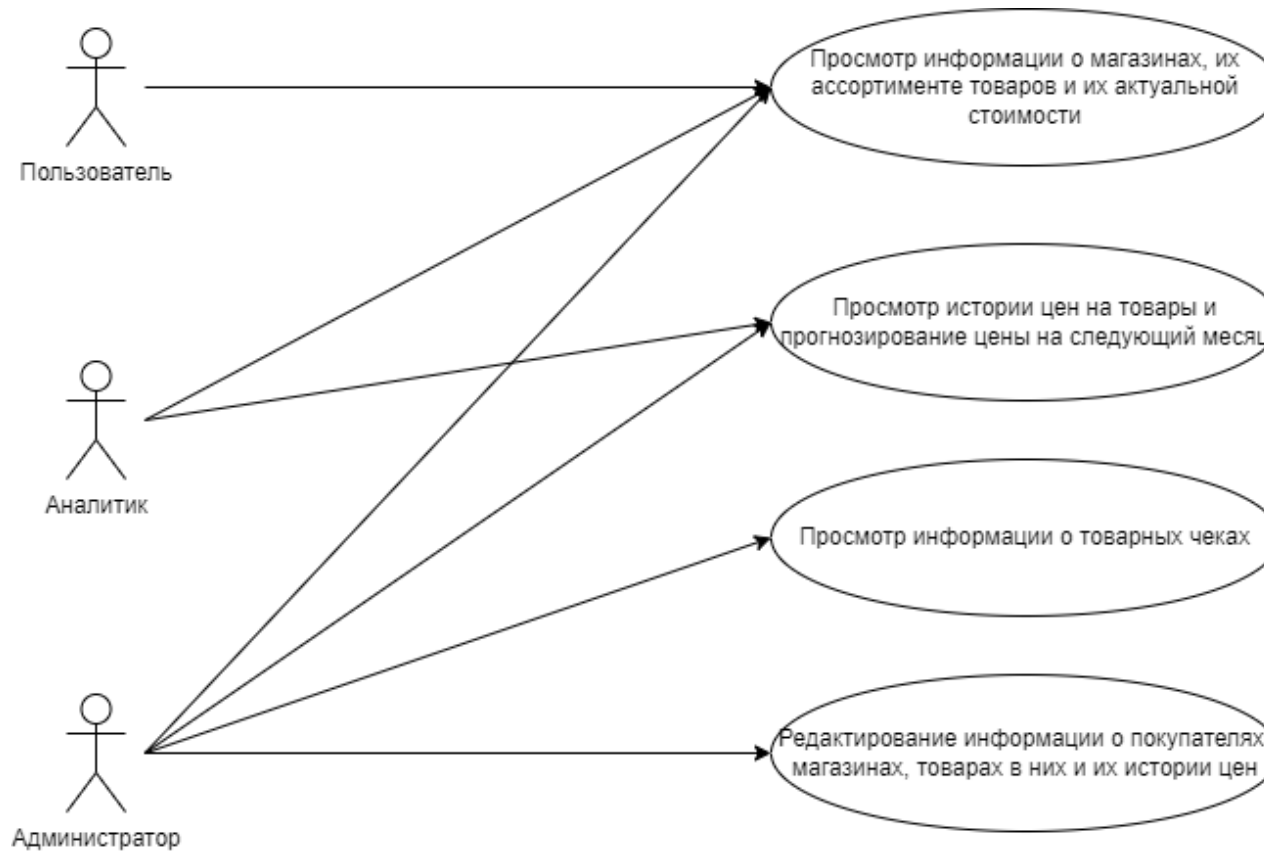 Просмотр информации о магазинах, их
ассортименте товаров и их актуальной
стоимости
Пользователь
Просмотр истории цен на товары и
прогнозирование цены на следующий месяц
Аналитик
Просмотр информации о товарных чеках
Редактирование информации о покупателях,
магазинах, товарах в них и их истории цен
Администратор